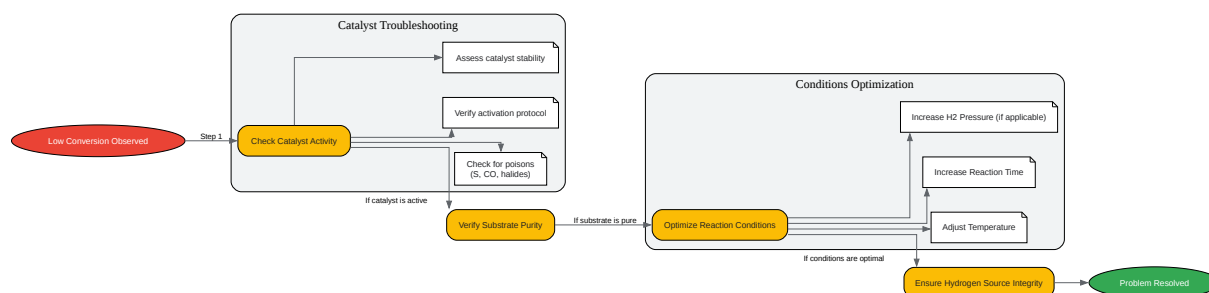 Catalyst Troubleshooting
Assess catalyst stability
Verify activation protocol
Low Conversion Observed
Step 1
Check Catalyst Activity
Check for poisons
(S, CO, halides)
If catalyst is active
Verify Substrate Purity
If substrate is pure
Conditions Optimization
Increase H2 Pressure (if applicable)
Increase Reaction Time
Optimize Reaction Conditions
Adjust Temperature
If conditions are optimal
Ensure Hydrogen Source Integrity
Problem Resolved